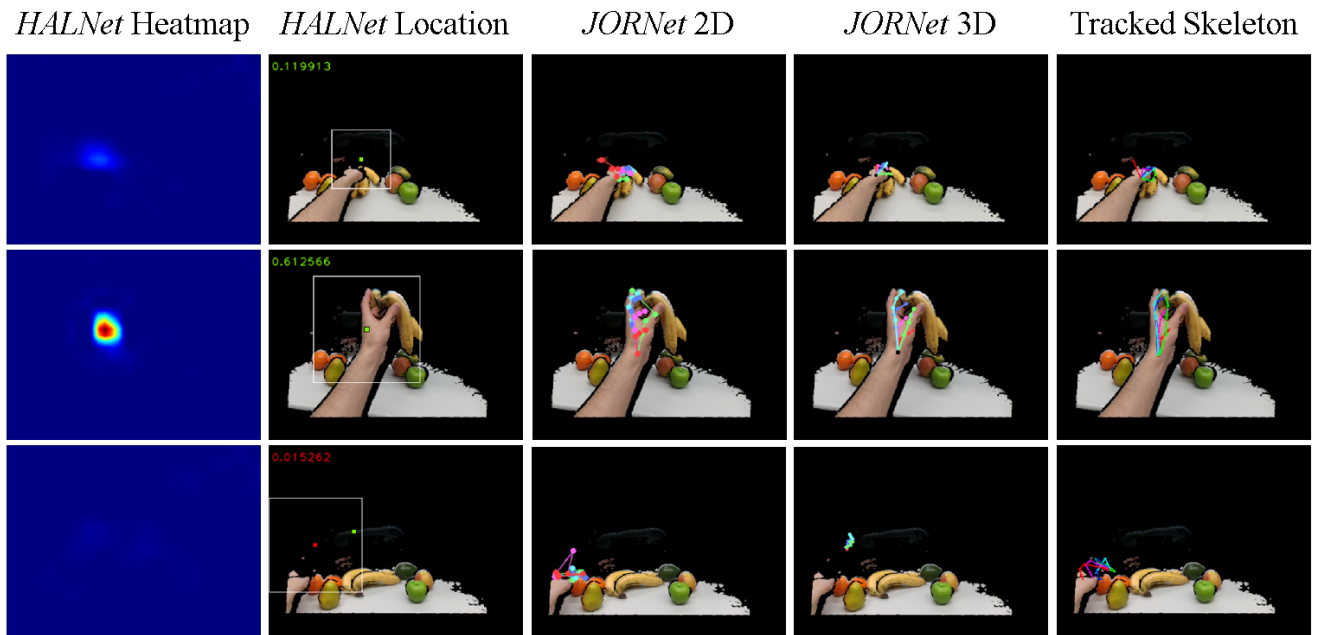 HALNet Heatmap HALNet Location JORNet 2D JORNet 3D Tracked Skeleton
0.119913
0.612566
0.015262